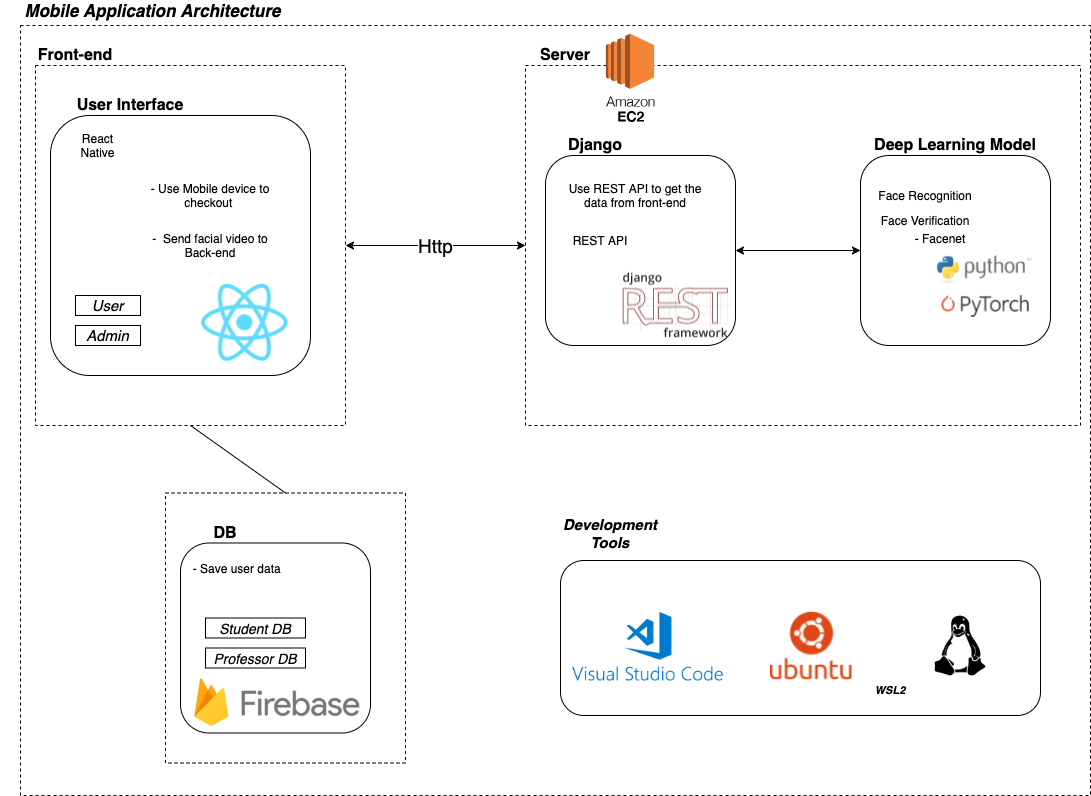 Mobile Application Architecture
Front-end
User Interface
React
Native
- Use Mobile device to
checkout
- Send facial video to
Back-end
User
Admin
Http
Server
Amazon
EC2
Django
Use REST API to get the
data from front-end
REST API
django
REST
framework
Deep Learning Model
Face Recognition
Face Verification
- Facenet
python™
PyTorch
DB
- Save user data
Student DB
Professor DB
Firebase
Development
Tools
Visual Studio Code
ubuntu
WSL2